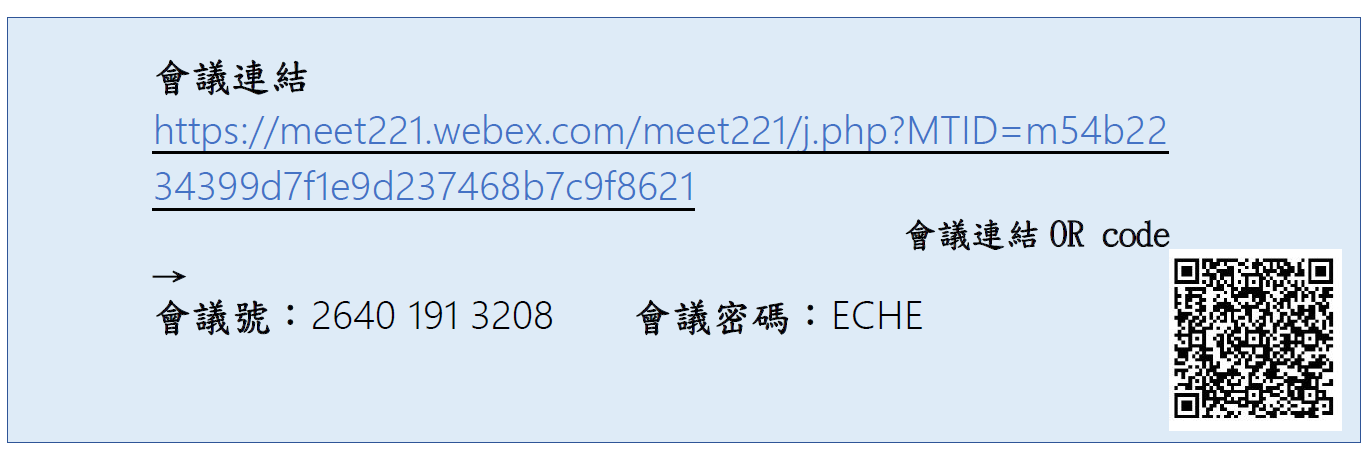 會議連結
https://meet221.webex.com/meet221/j.php?MTID=m54b22
34399d7f1e9d237468b7c9f8621
會議連結 OR code
→
會議號：2640 191 3208 會議密碼：ECHE